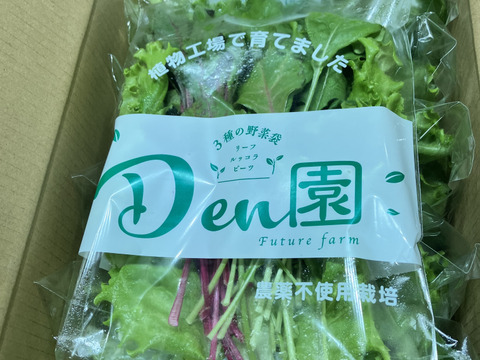 植物工場で育てました
3種の野菜袋
リーフ
ルッコラ
ビーツ
Den園
Future farm
農薬不使用栽培